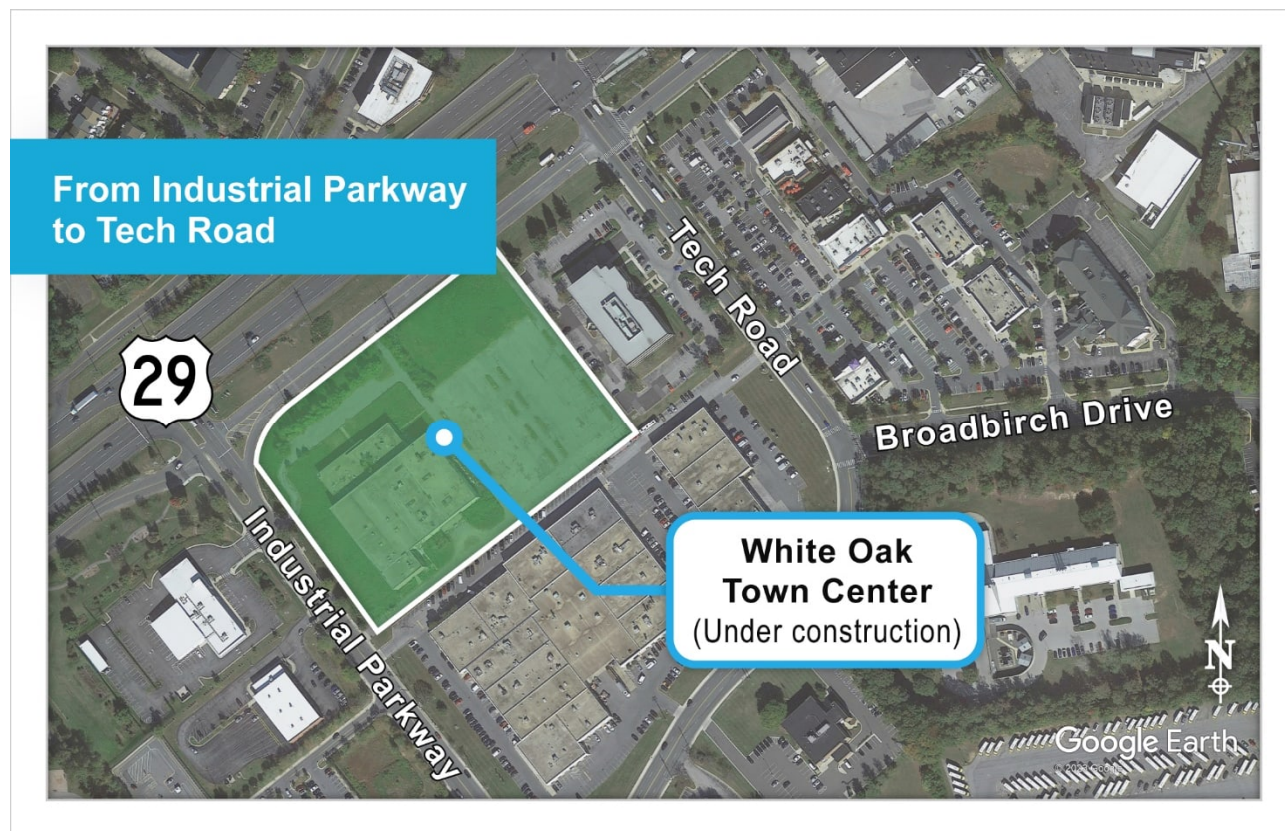 From Industrial Parkway
to Tech Road
29
Tech Road
Broadbirch Drive
Industrial Parkway
White Oak
Town Center
(Under construction)
N
Google Earth